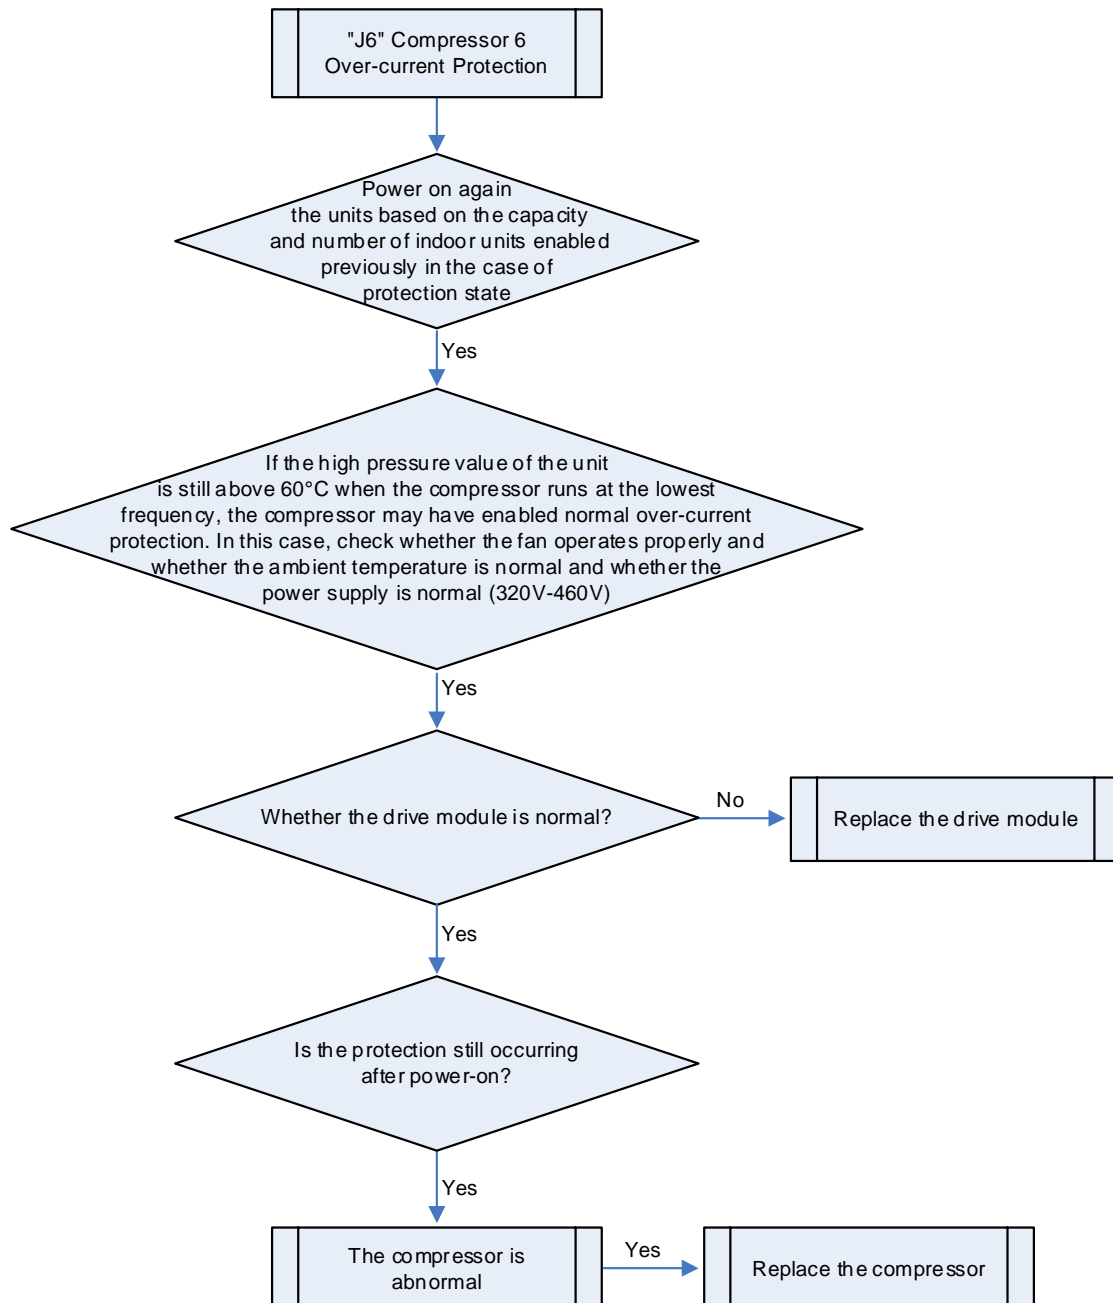 "J6" Compressor 6
Over-current Protection
Power on again
the units based on the capacity
and number of indoor units enabled
previously in the case of
protection state
Yes
If the high pressure value of the unit
is still above 60°C when the compressor runs at the lowest
frequency, the compressor may have enabled normal over-current
protection. In this case, check whether the fan operates properly and
whether the ambient temperature is normal and whether the
power supply is normal (320V-460V)
Yes
Whether the drive module is normal?
No
Replace the drive module
Yes
Is the protection still occurring
after power-on?
Yes
The compressor is
abnormal
Yes
Replace the compressor